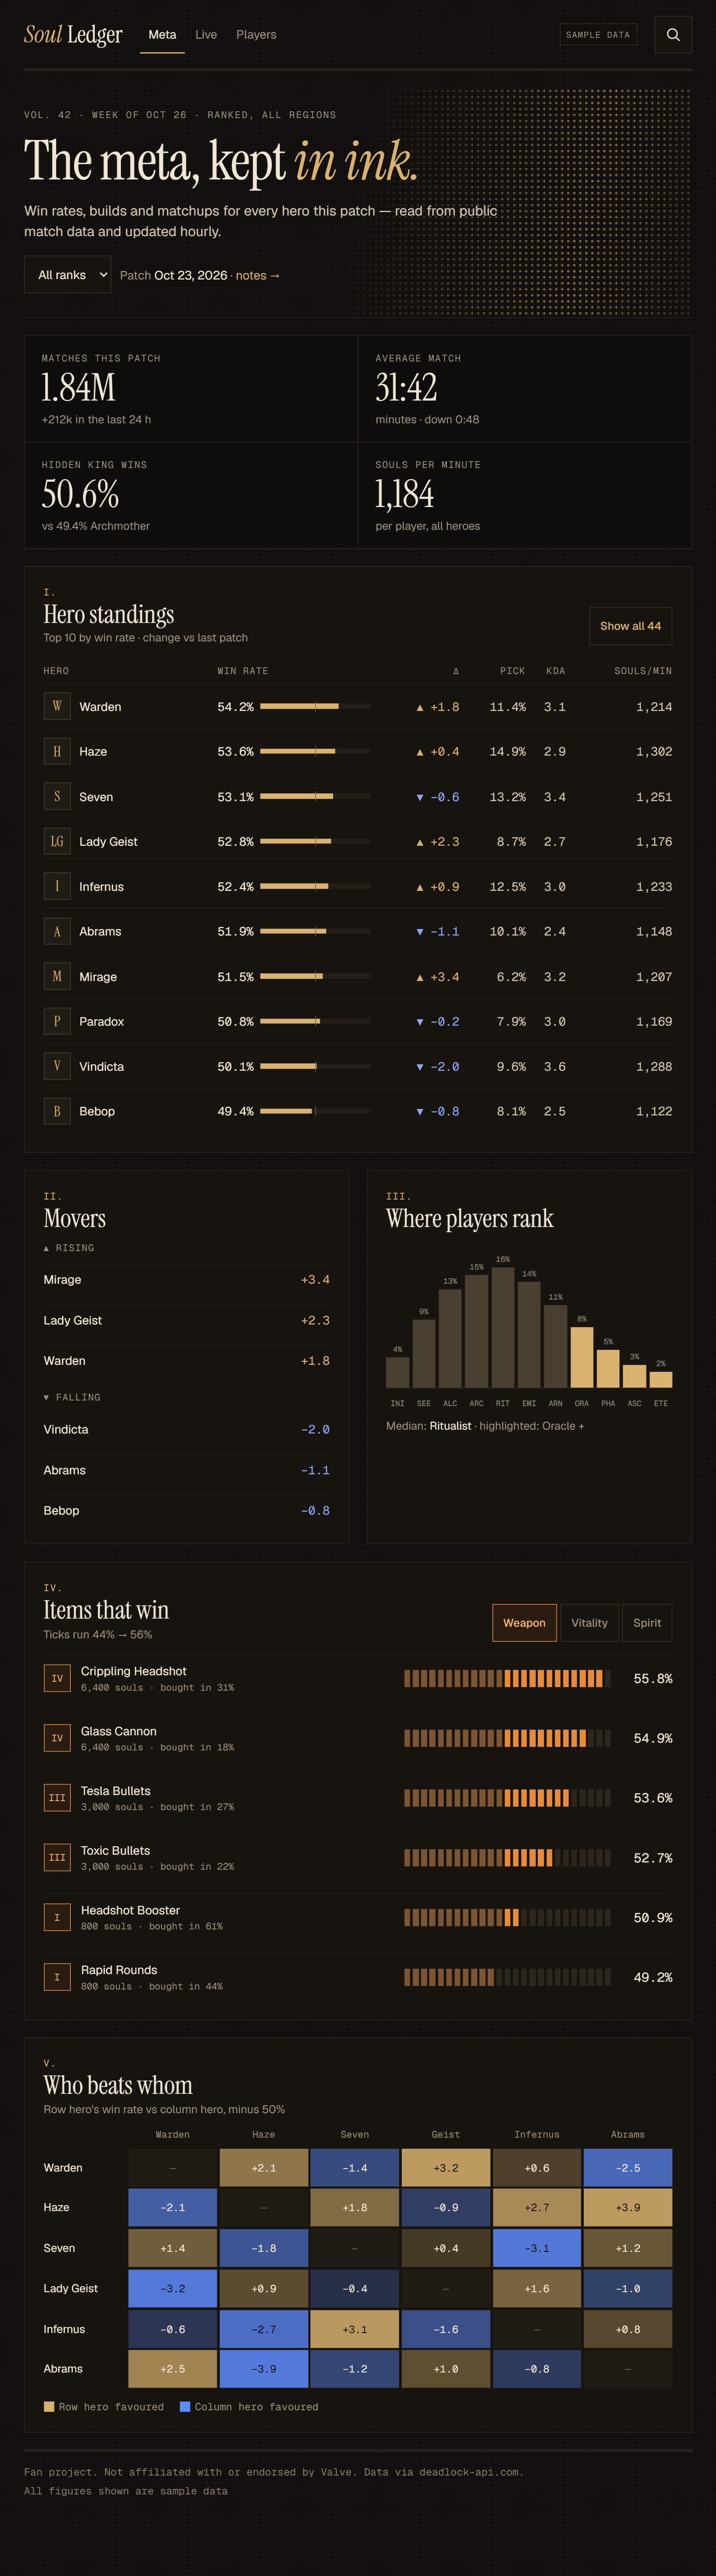 Soul Ledger Meta Live Players SAMPLE DATA
VOL. 42 · WEEK OF OCT 26 · RANKED, ALL REGIONS
The meta, kept in ink.
Win rates, builds and matchups for every hero this patch — read from public
match data and updated hourly.
All ranks Patch Oct 23, 2026 · notes →
MATCHES THIS PATCH
1.84M
+212k in the last 24 h
AVERAGE MATCH
31:42
minutes · down 0:48
HIDDEN KING WINS
50.6%
vs 49.4% Archmother
SOULS PER MINUTE
1,184
per player, all heroes
I.
Hero standings
Top 10 by win rate · change vs last patch
Show all 44
HERO WIN RATE Δ PICK KDA SOULS/MIN
W Warden 54.2% ▲ +1.8 11.4% 3.1 1,214
H Haze 53.6% ▲ +0.4 14.9% 2.9 1,302
S Seven 53.1% ▼ −0.6 13.2% 3.4 1,251
LG Lady Geist 52.8% ▲ +2.3 8.7% 2.7 1,176
I Infernus 52.4% ▲ +0.9 12.5% 3.0 1,233
A Abrams 51.9% ▼ −1.1 10.1% 2.4 1,148
M Mirage 51.5% ▲ +3.4 6.2% 3.2 1,207
P Paradox 50.8% ▼ −0.2 7.9% 3.0 1,169
V Vindicta 50.1% ▼ −2.0 9.6% 3.6 1,288
B Bebop 49.4% ▼ −0.8 8.1% 2.5 1,122
II.
Movers
▲ RISING
Mirage +3.4
Lady Geist +2.3
Warden +1.8
▼ FALLING
Vindicta −2.0
Abrams −1.1
Bebop −0.8
III.
Where players rank
4% 9% 13% 15% 16% 14% 11% 8% 5% 3% 2%
INI SEE ALC ARC RIT EMI ARN ORA PHA ASC ETE
Median: Ritualist · highlighted: Oracle +
IV.
Items that win
Ticks run 44% → 56%
Weapon Vitality Spirit
IV Crippling Headshot 55.8%
6,400 souls · bought in 31%
IV Glass Cannon 54.9%
6,400 souls · bought in 18%
III Tesla Bullets 53.6%
3,000 souls · bought in 27%
III Toxic Bullets 52.7%
3,000 souls · bought in 22%
I Headshot Booster 50.9%
800 souls · bought in 61%
I Rapid Rounds 49.2%
800 souls · bought in 44%
V.
Who beats whom
Row hero's win rate vs column hero, minus 50%
Warden Haze Seven Geist Infernus Abrams
Warden — +2.1 −1.4 +3.2 +0.6 −2.5
Haze −2.1 — +1.8 −0.9 +2.7 +3.9
Seven +1.4 −1.8 — +0.4 −3.1 +1.2
Lady Geist −3.2 +0.9 −0.4 — +1.6 −1.0
Infernus −0.6 −2.7 +3.1 −1.6 — +0.8
Abrams +2.5 −3.9 −1.2 +1.0 −0.8 —
Row hero favoured Column hero favoured
Fan project. Not affiliated with or endorsed by Valve. Data via deadlock-api.com.
All figures shown are sample data